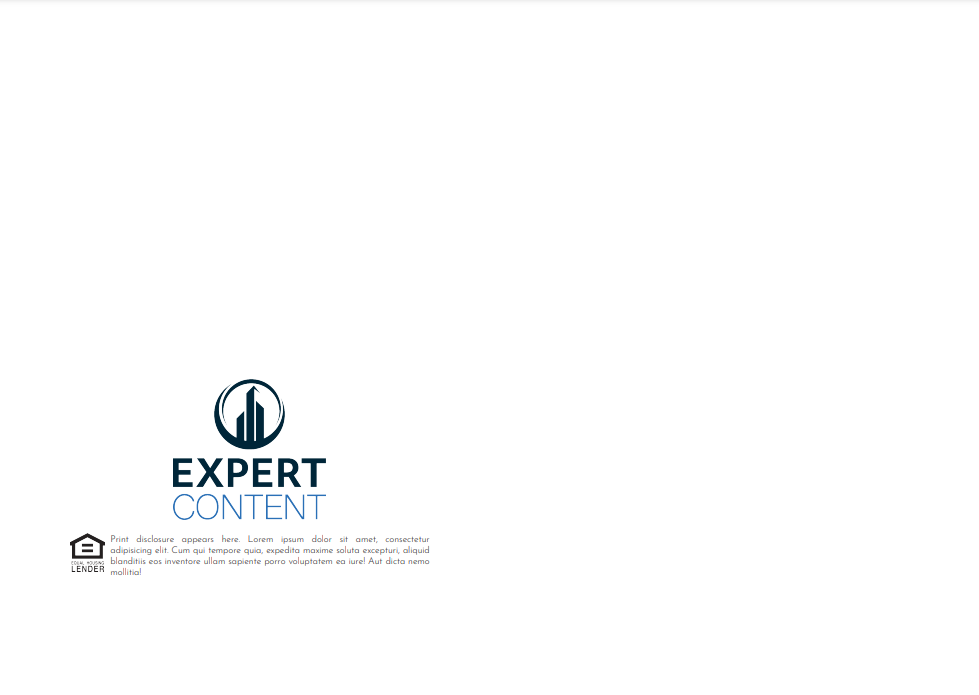 EXPERT
CONTENT
Print disclosure appears here. Lorem ipsum dolor sit amet, consectetur
adipisicing elit. Cum qui tempore quia, expedita maxime soluta excepturi, aliquid
blanditiis eos inventore ullam sapiente porro voluptatem ea iure! Aut dicta nemo
mollitia!
EQUAL HOUSING
LENDER